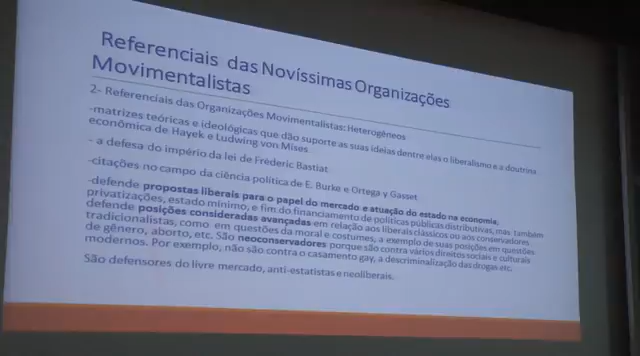 Referenciais das Novíssimas Organizações
Movimentalistas
2- Referenciais das Organizações Movimentalistas: Heterogêneos
-matrizes teóricas e ideológicas que dão suporte as suas ideias dentre elas o liberalismo e a doutrina
econômica de Hayek e Ludwing von Mises
- a defesa do império da lei de Fréderic Bastiat
-citações no campo da ciência política de E. Burke e Ortega y Gasset
-defende propostas liberais para o papel do mercado e atuação do estado na economia,
privatizações, estado mínimo, e fim do financiamento de políticas públicas distributivas, mas também
defende posições consideradas avançadas em relação aos liberais clássicos ou aos conservadores
tradicionalistas, como em questões da moral e costumes, a exemplo de suas posições em questões
de gênero, aborto, etc. São neoconservadores porque são contra vários direitos sociais e culturais
modernos. Por exemplo, não são contra o casamento gay, a descriminalização das drogas etc.
São defensores do livre mercado, anti-estatistas e neoliberais.